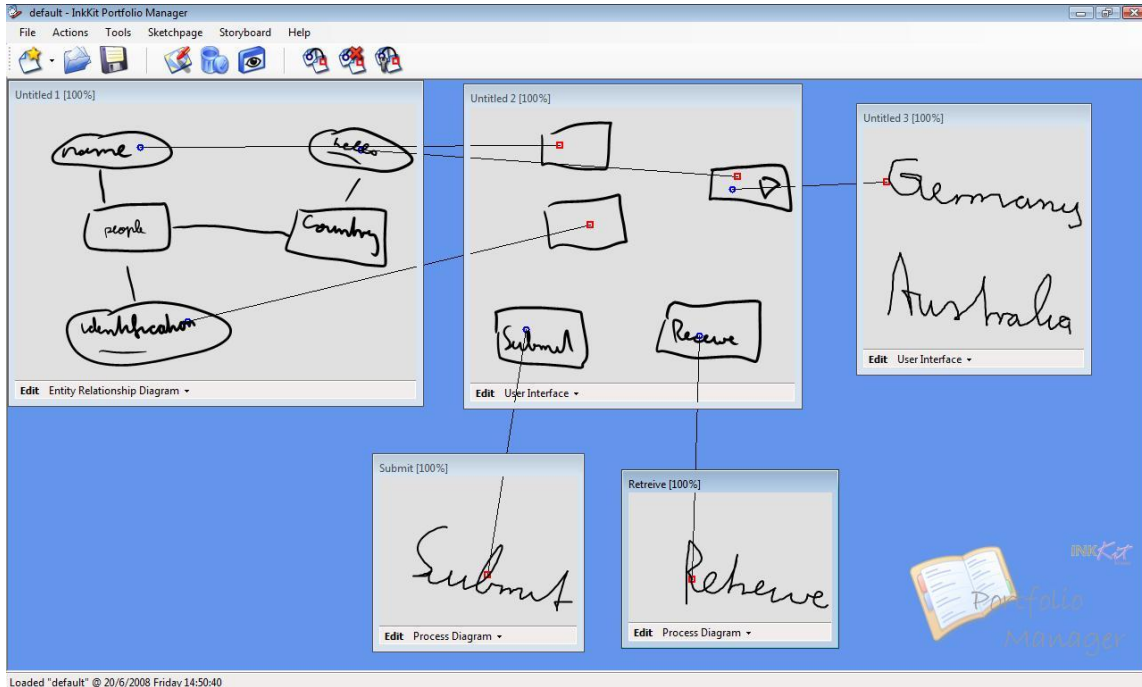 default - InkKit Portfolio Manager
File Actions Tools Sketchpage Storyboard Help
Untitled 1 [100%]
name
hello
people
Country
identification
Edit Entity Relationship Diagram
Untitled 2 [100%]
Submit
Edit User Interface
Untitled 3 [100%]
Germany
Australia
Edit User Interface
Submit [100%]
Submit
Edit Process Diagram
Retreive [100%]
Retreive
Edit Process Diagram
INKKit
Portfolio
Manager
Loaded "default" @ 20/6/2008 Friday 14:50:40